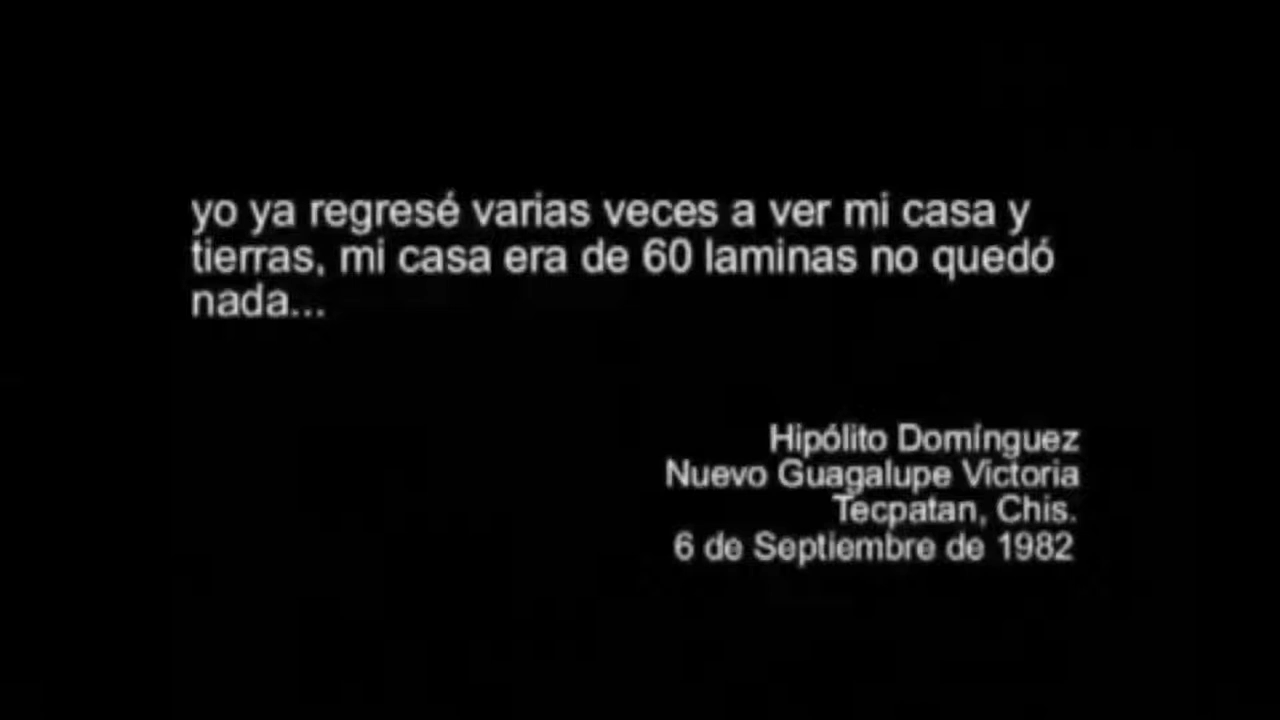 yo ya regresé varias veces a ver mi casa y
tierras, mi casa era de 60 laminas no quedó
nada...
Hipólito Domínguez
Nuevo Guagalupe Victoria
Tecpatan, Chis.
6 de Septiembre de 1982